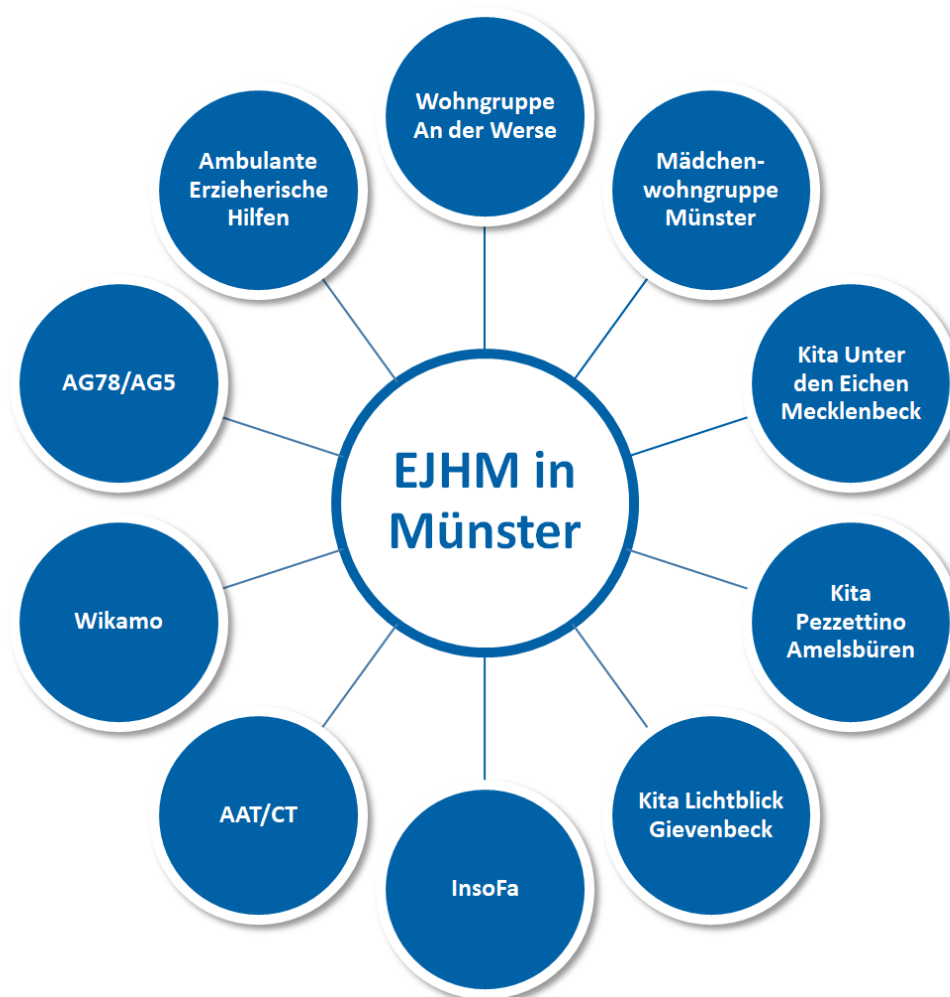 Wohngruppe
An der Werse
Mädchen-
wohngruppe
Münster
Kita Unter
den Eichen
Mecklenbeck
Kita
Pezzettino
Amelsbüren
Kita Lichtblick
Gievenbeck
InsoFa
AAT/CT
Wikamo
AG78/AG5
Ambulante
Erzieherische
Hilfen
EJHM in
Münster